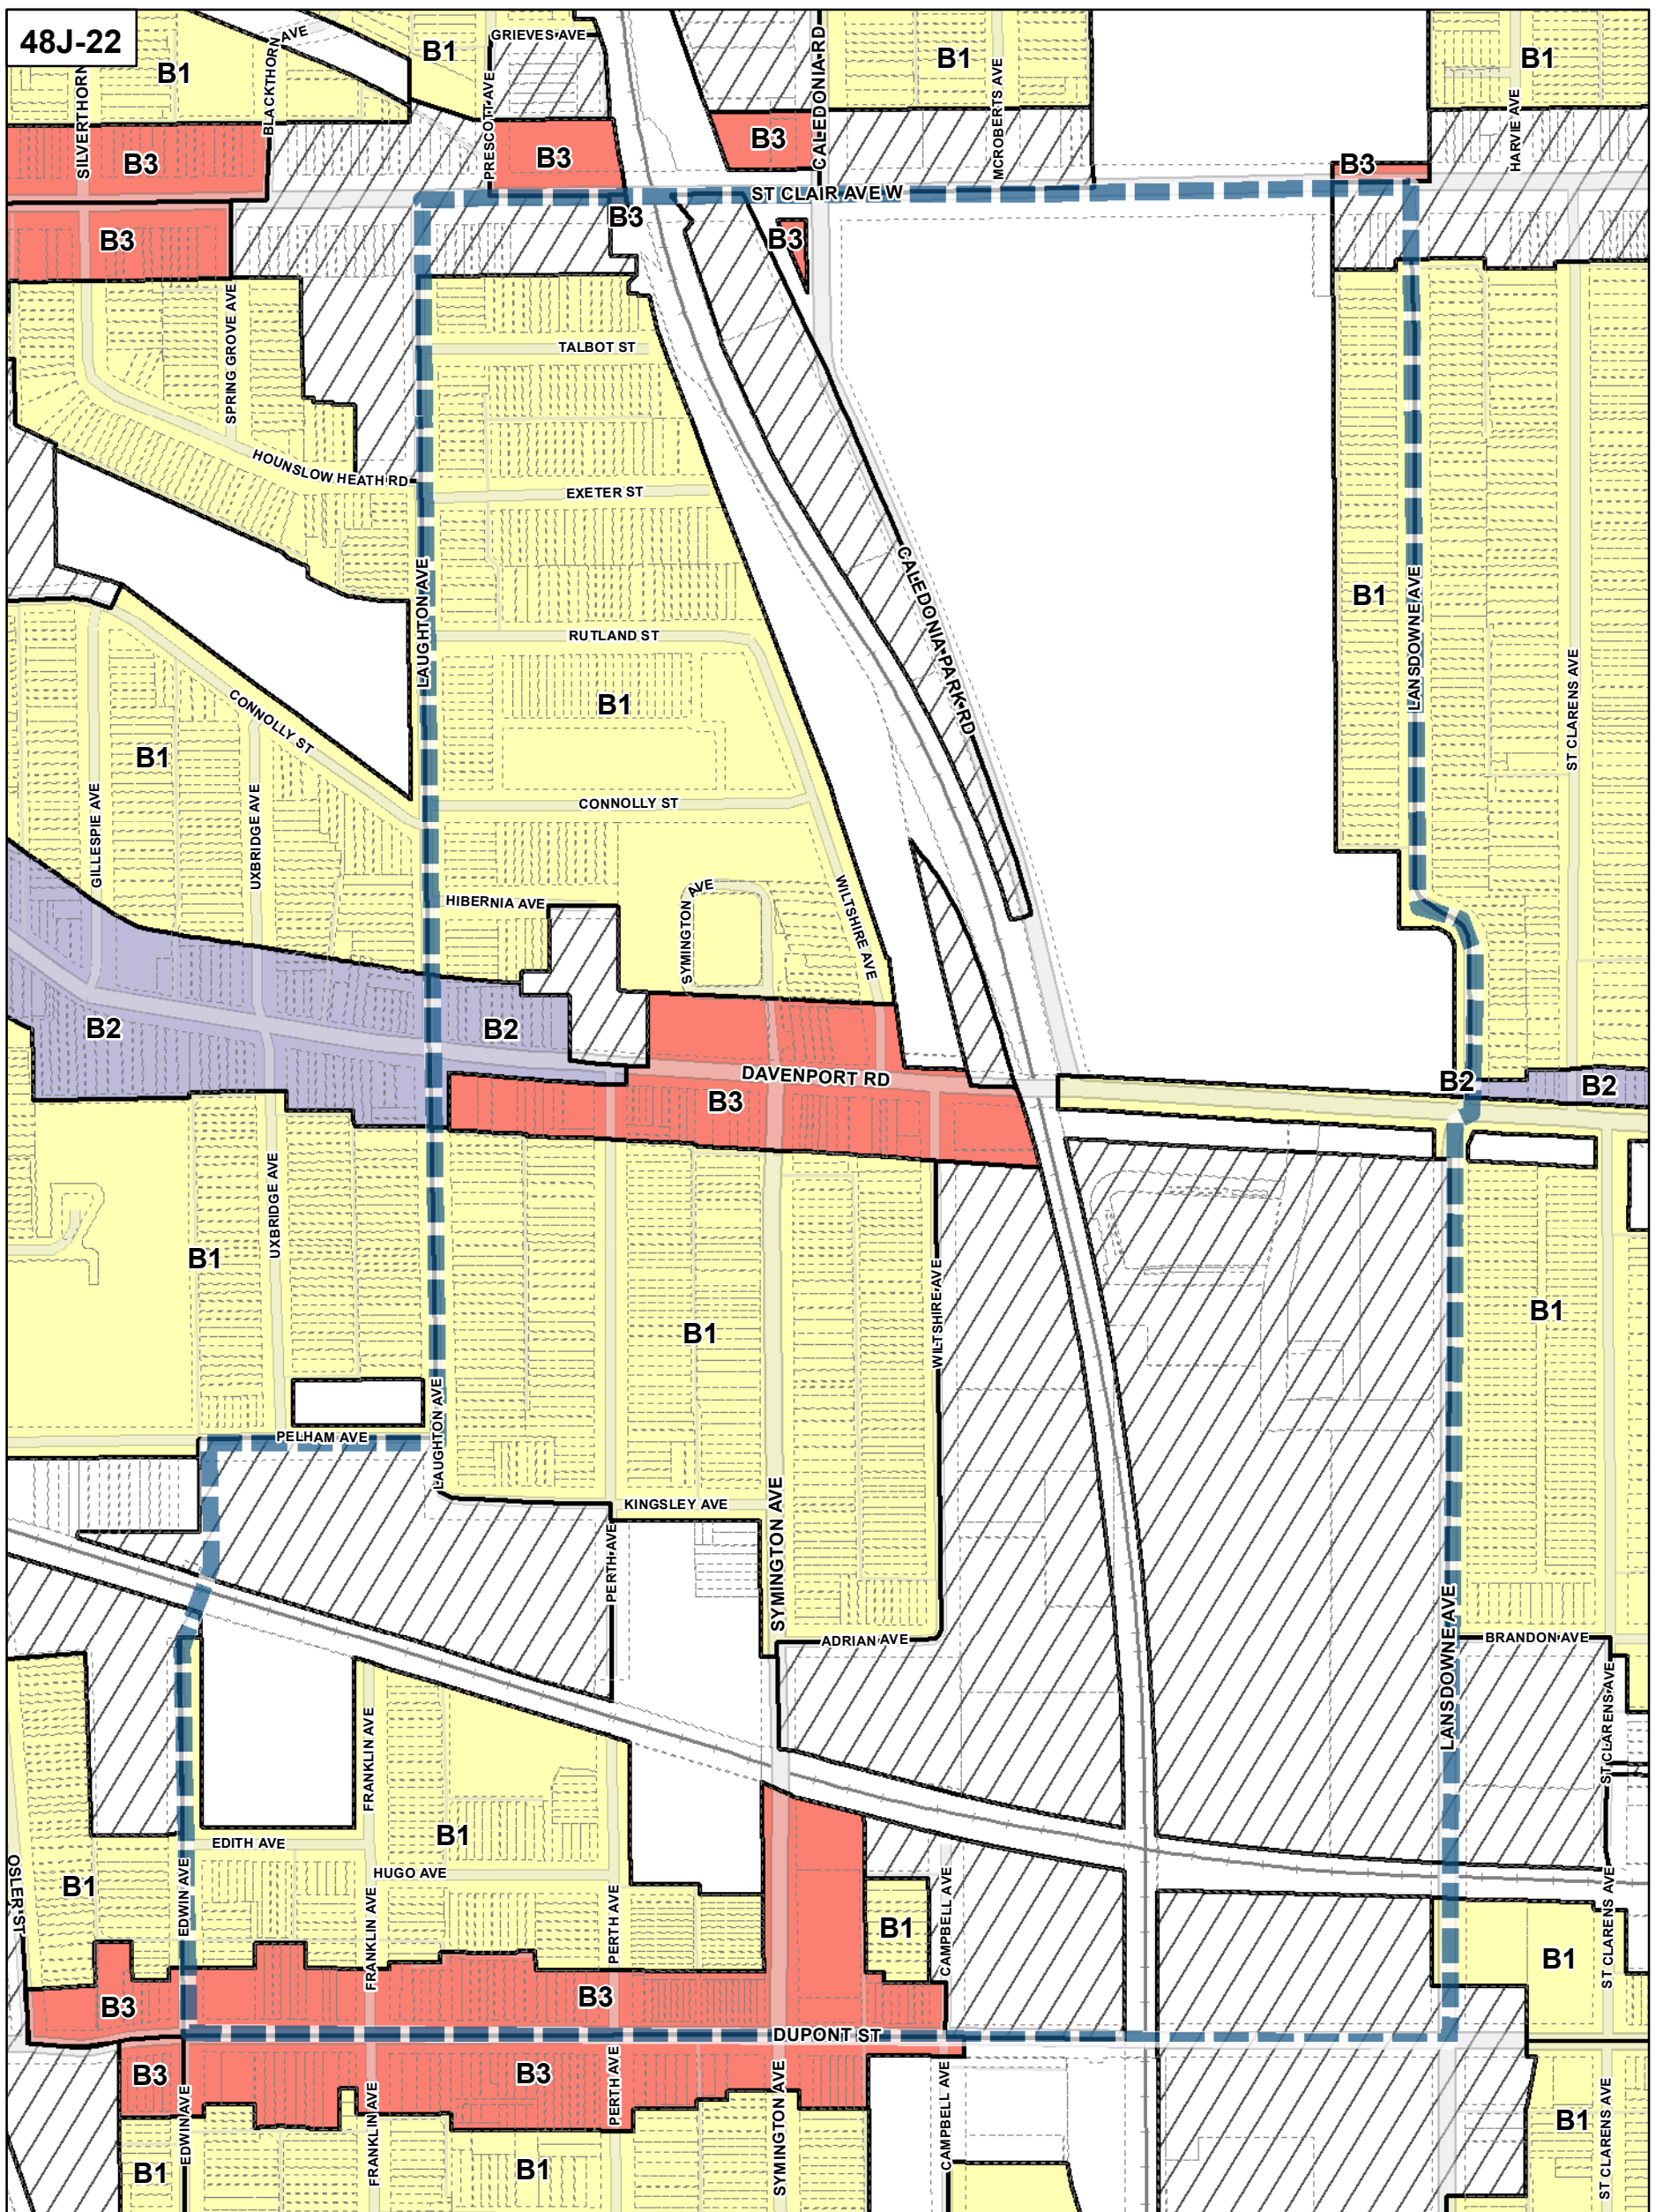 48J-22
SILVERTHORN
B1
BLACKTHORN AVE
B1
GRIEVES AVE
PRESCOTT AVE
CALEDONIA RD
B1
MCROBERTS AVE
B1
HARVIE AVE
B3
B3
B3
B3
ST CLAIR AVE W
B3
B3
B3
SPRING GROVE AVE
TALBOT ST
HOUNSLOW HEATH RD
EXETER ST
LAUGHTON AVE
CALEDONIA PARK RD
B1
LANSDOWNE AVE
ST CLARENS AVE
RUTLAND ST
B1
CONNOLLY ST
B1
CONNOLLY ST
GILLESPIE AVE
UXBRIDGE AVE
HIBERNIA AVE
SYMINGTON AVE
WILTSHIRE AVE
B2
B2
DAVENPORT RD
B3
B2
B2
UXBRIDGE AVE
B1
B1
WILTSHIRE AVE
B1
LAUGHTON AVE
PELHAM AVE
KINGSLEY AVE
SYMINGTON AVE
PERTH AVE
ADRIAN AVE
LANSDOWNE AVE
BRANDON AVE
ST CLARENS AVE
FRANKLIN AVE
EDITH AVE
B1
HUGO AVE
OSLER ST
B1
EDWIN AVE
FRANKLIN AVE
PERTH AVE
B1
CAMPBELL AVE
B1
ST CLARENS AVE
B3
B3
DUPONT ST
B3
B3
EDWIN AVE
FRANKLIN AVE
PERTH AVE
SYMINGTON AVE
CAMPBELL AVE
B1
ST CLARENS AVE
B1
B1